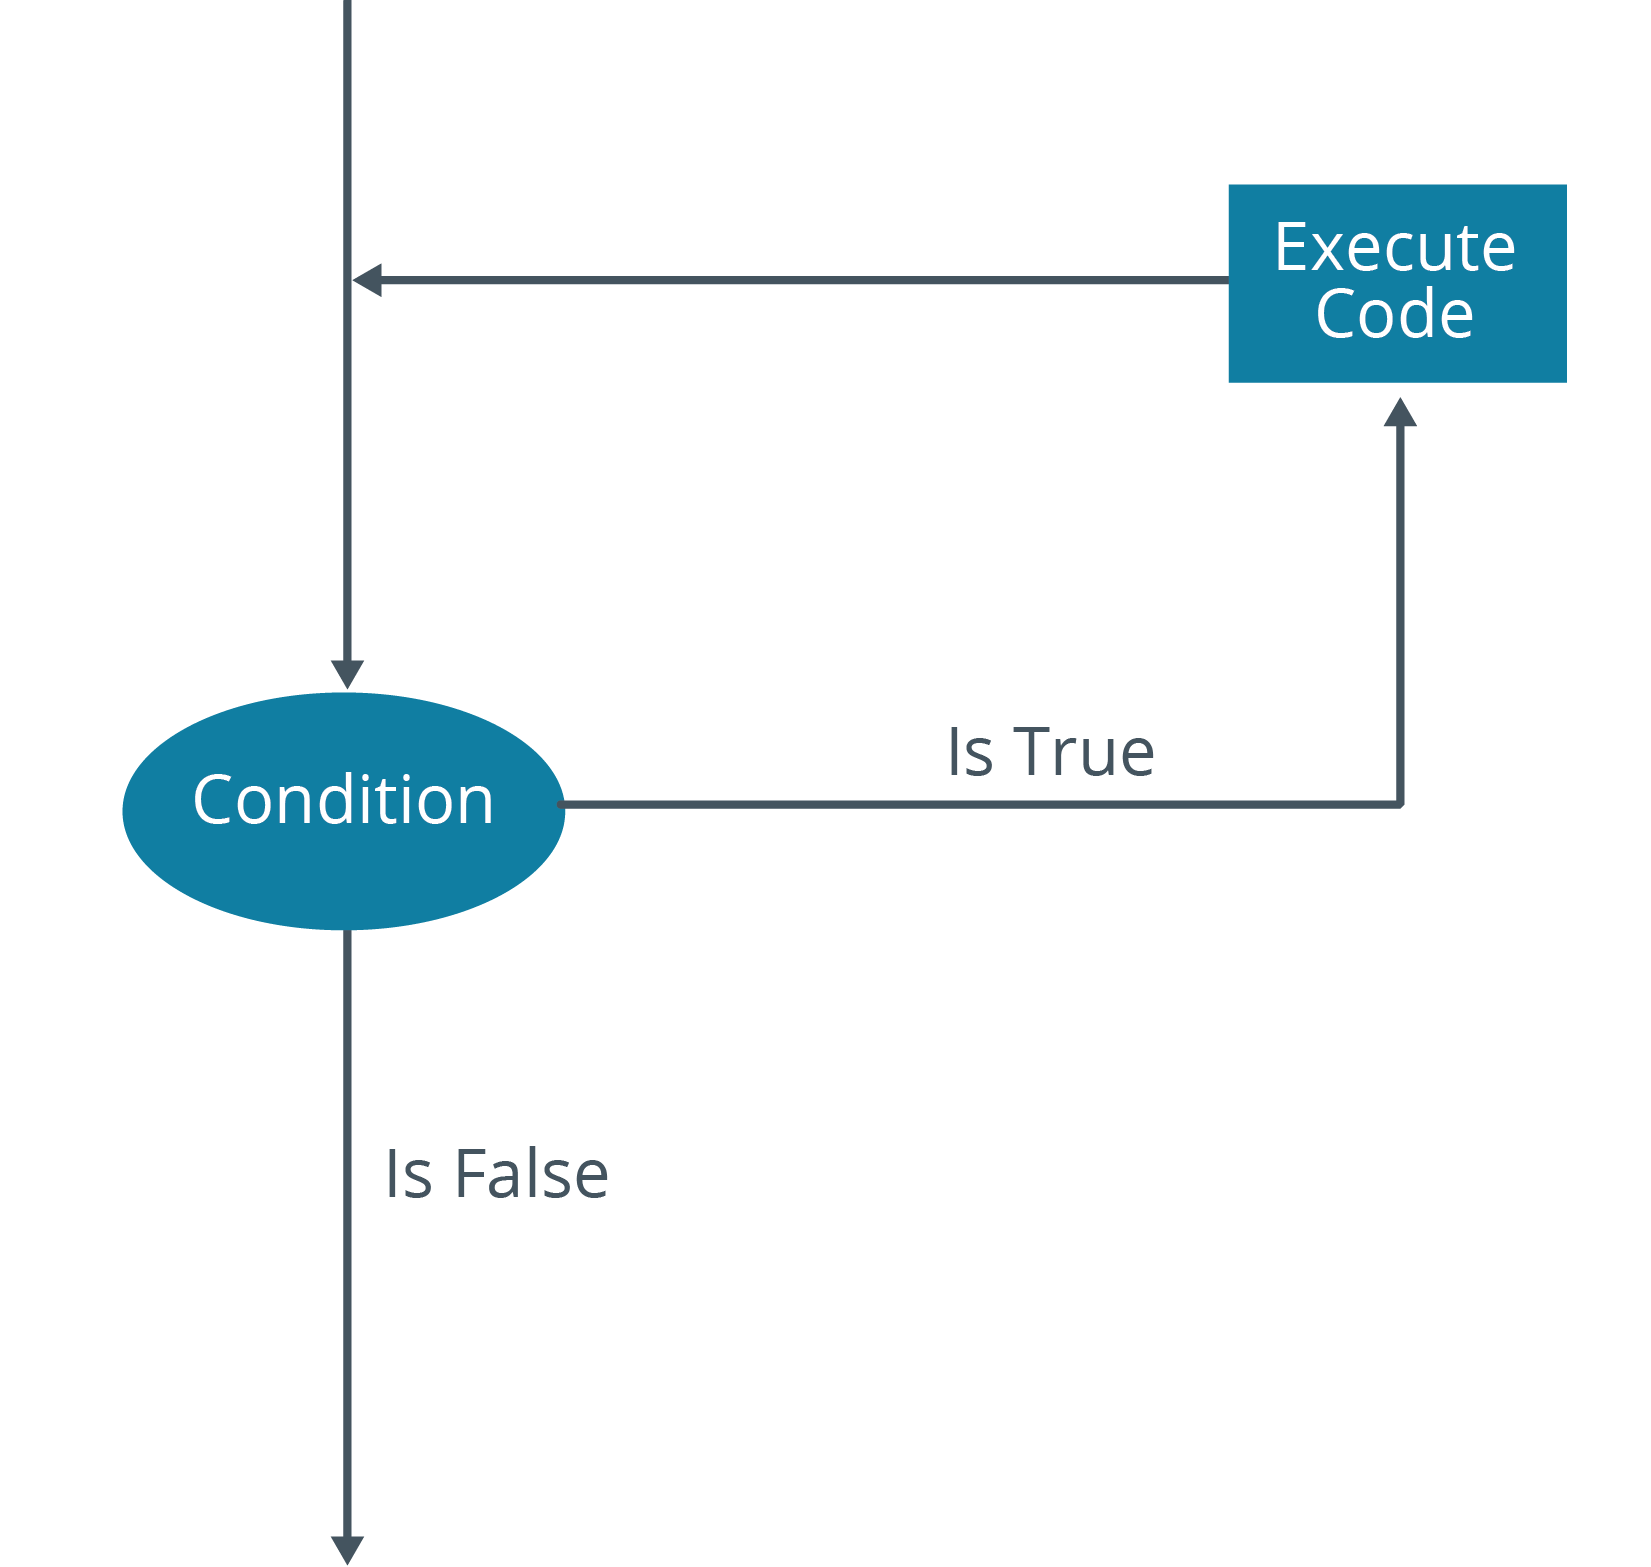 Execute
Code
Is True
Condition
Is False